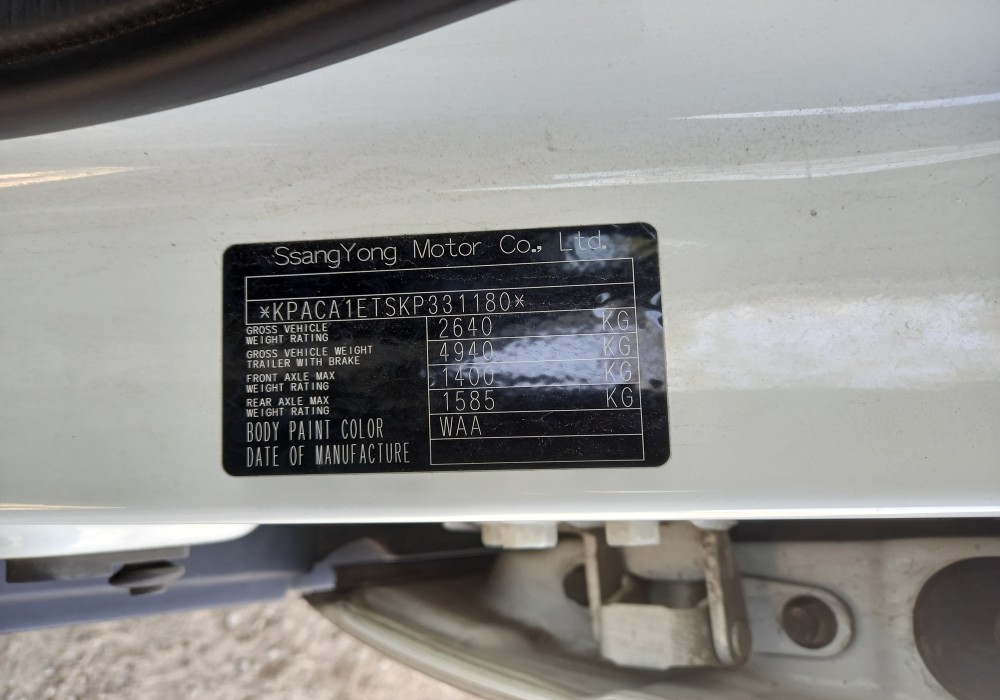 SsangYong Motor Co., Ltd.
*KPACA1ETSKP331180*
GROSS VEHICLE
WEIGHT RATING 2640 KG
GROSS VEHICLE WEIGHT
TRAILER WITH BRAKE 4940 KG
FRONT AXLE MAX
WEIGHT RATING 1400 KG
REAR AXLE MAX
WEIGHT RATING 1585 KG
BODY PAINT COLOR WAA
DATE OF MANUFACTURE